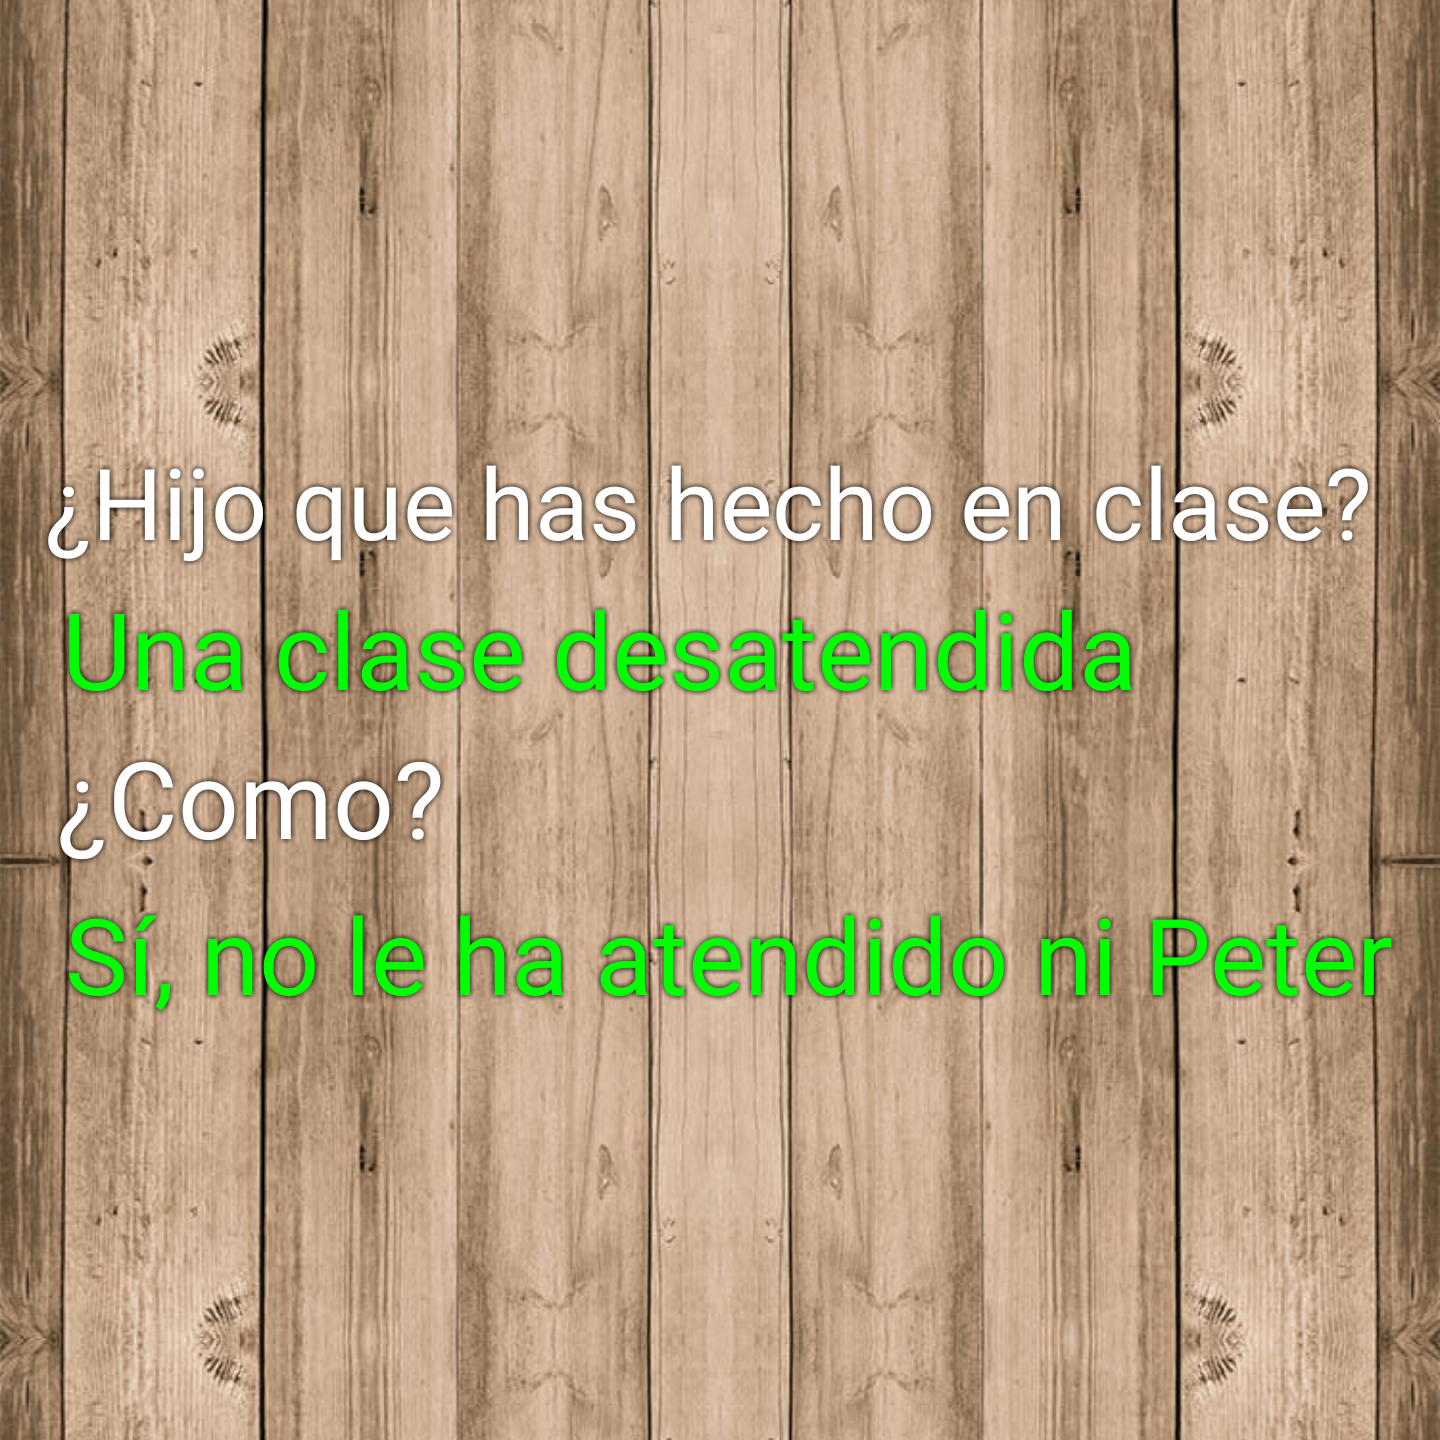 ¿Hijo que has hecho en clase?
Una clase desatendida
¿Como?
Sí, no le ha atendido ni Peter